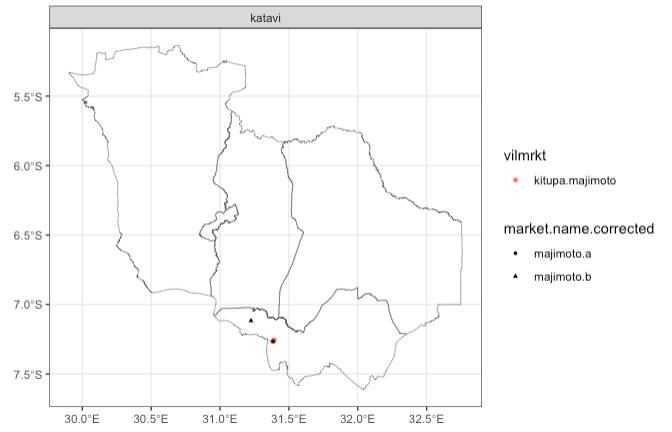 katavi
5.5°S
6.0°S
6.5°S
7.0°S
7.5°S
30.0°E 30.5°E 31.0°E 31.5°E 32.0°E 32.5°E
vilmrkt
kitupa.majimoto
market.name.corrected
majimoto.a
majimoto.b